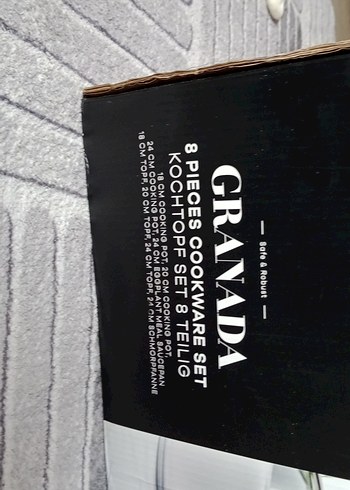 Safe & Robust
GRANADA
8 PIECES COOKWARE SET
KOCHTOPF SET 8 TEILIG
18 CM COOKING POT, 20 CM COOKING POT,
24 CM COOKING POT, 24 CM EGGPLANT MEAL SAUCEPAN
18 CM TOPF, 20 CM TOPF, 24 CM TOPF, 24 CM SCHMORPFANNE